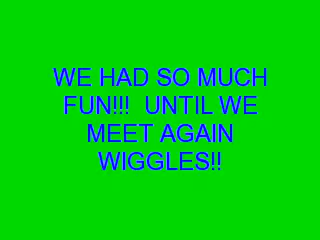 WE HAD SO MUCH
FUN!!!  UNTIL WE
MEET AGAIN
WIGGLES!!